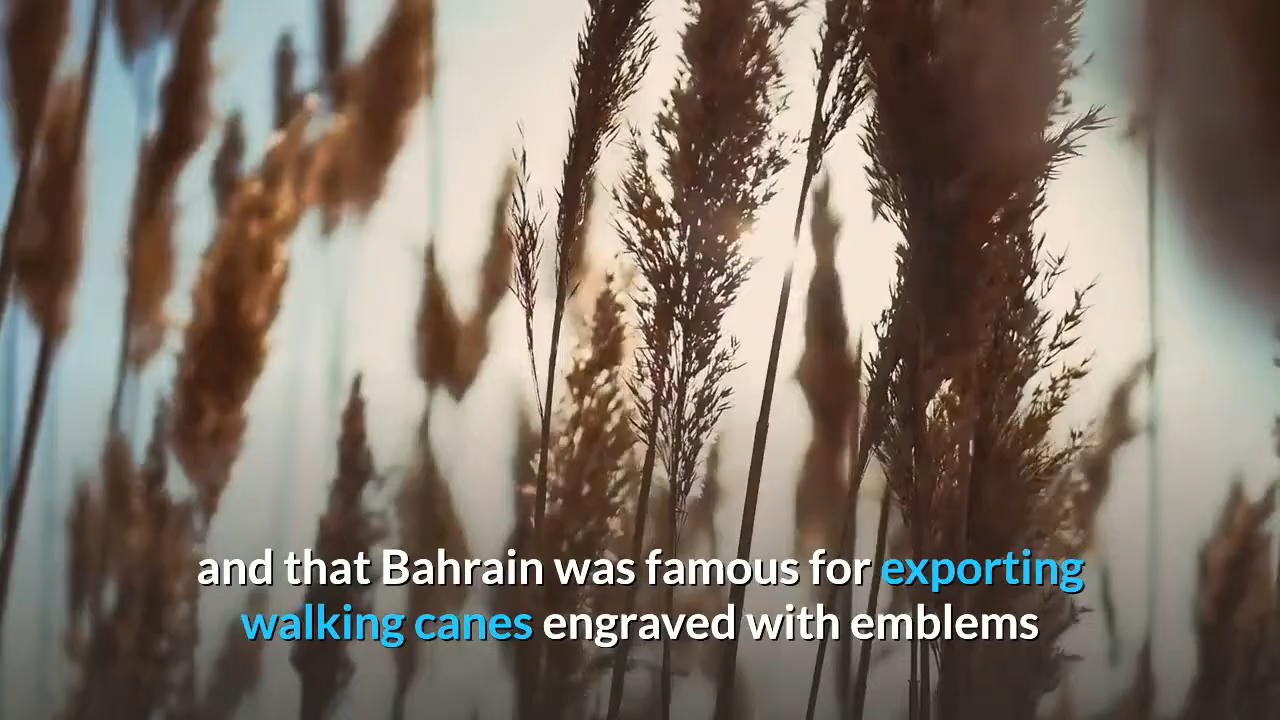 and that Bahrain was famous for exporting
walking canes engraved with emblems